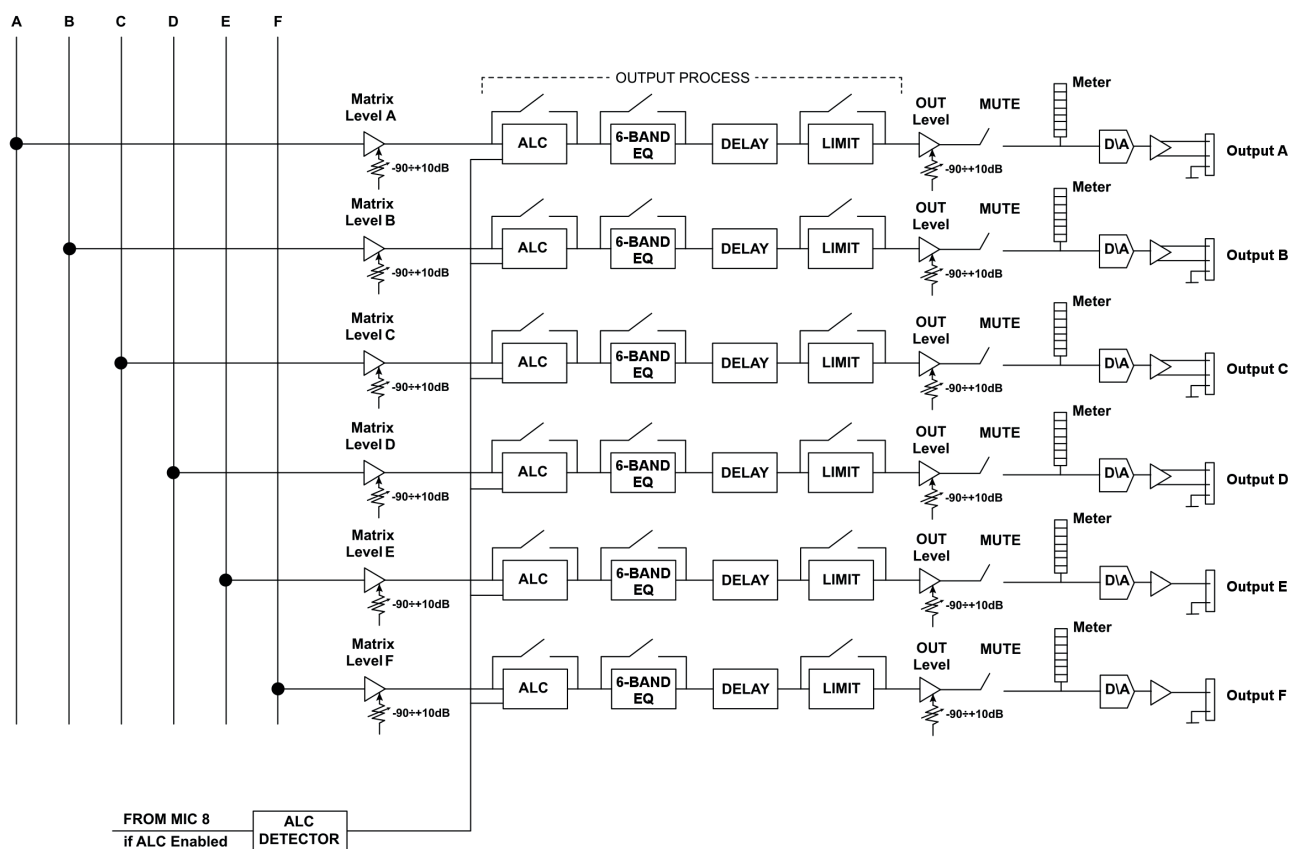 A B C D E F
OUTPUT PROCESS
Matrix
Level A
-90÷+10dB
ALC
6-BAND
EQ
DELAY
LIMIT
OUT
Level
-90÷+10dB
MUTE
Meter
D\A
Output A
Matrix
Level B
-90÷+10dB
ALC
6-BAND
EQ
DELAY
LIMIT
OUT
Level
-90÷+10dB
MUTE
Meter
D\A
Output B
Matrix
Level C
-90÷+10dB
ALC
6-BAND
EQ
DELAY
LIMIT
OUT
Level
-90÷+10dB
MUTE
Meter
D\A
Output C
Matrix
Level D
-90÷+10dB
ALC
6-BAND
EQ
DELAY
LIMIT
OUT
Level
-90÷+10dB
MUTE
Meter
D\A
Output D
Matrix
Level E
-90÷+10dB
ALC
6-BAND
EQ
DELAY
LIMIT
OUT
Level
-90÷+10dB
MUTE
Meter
D\A
Output E
Matrix
Level F
-90÷+10dB
ALC
6-BAND
EQ
DELAY
LIMIT
OUT
Level
-90÷+10dB
MUTE
Meter
D\A
Output F
FROM MIC 8
if ALC Enabled
ALC
DETECTOR